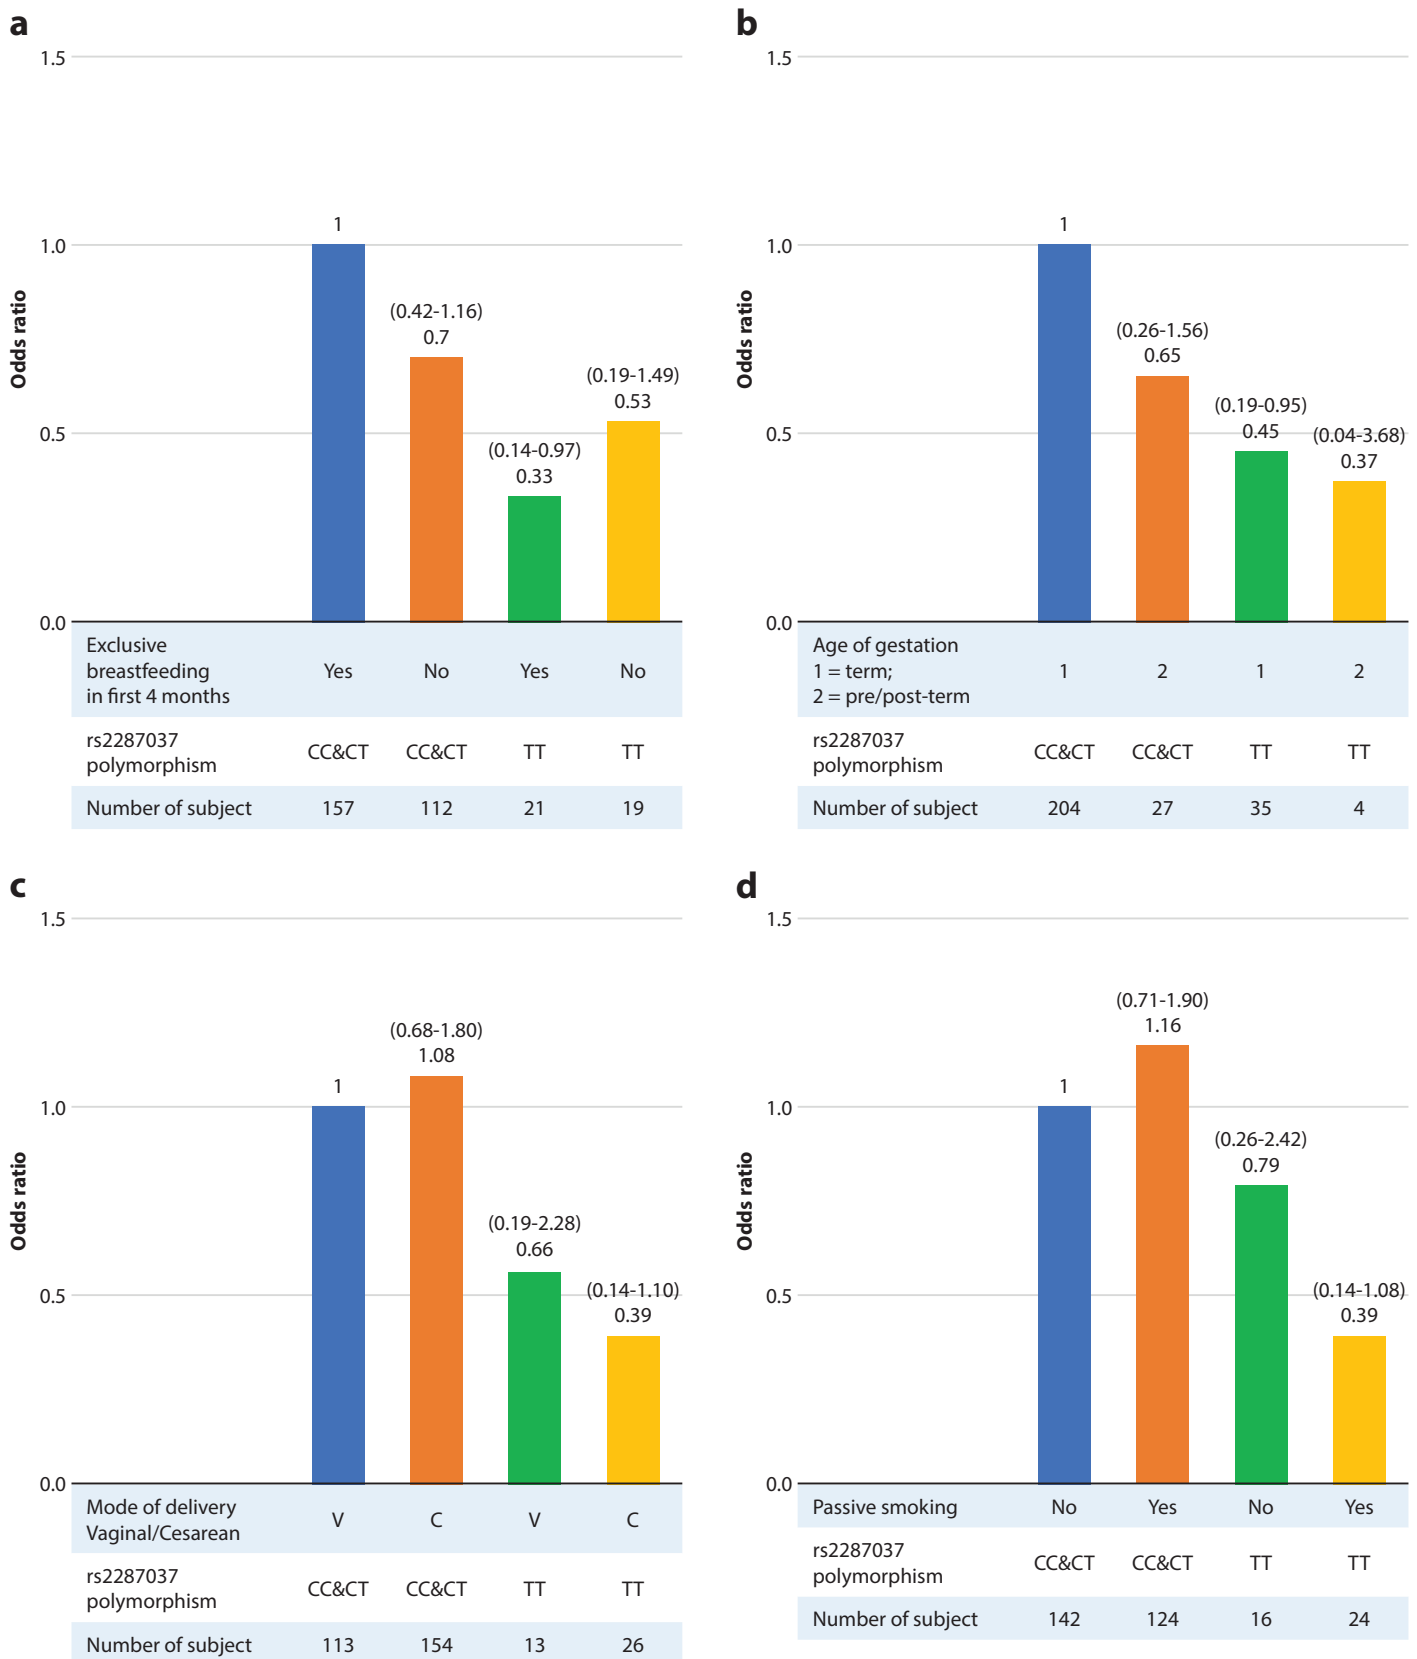 a
1.5
1.0
0.5
0.0
Odds ratio
1
(0.42-1.16)
0.7
(0.14-0.97)
0.33
(0.19-1.49)
0.53
Exclusive
breastfeeding
in first 4 months
Yes No Yes No
rs2287037
polymorphism
CC&CT CC&CT TT TT
Number of subject 157 112 21 19
b
1.5
1.0
0.5
0.0
Odds ratio
1
(0.26-1.56)
0.65
(0.19-0.95)
0.45
(0.04-3.68)
0.37
Age of gestation
1 = term;
2 = pre/post-term
1 2 1 2
rs2287037
polymorphism
CC&CT CC&CT TT TT
Number of subject 204 27 35 4
c
1.5
1.0
0.5
0.0
Odds ratio
1
(0.68-1.80)
1.08
(0.19-2.28)
0.66
(0.14-1.10)
0.39
Mode of delivery
Vaginal/Cesarean
V C V C
rs2287037
polymorphism
CC&CT CC&CT TT TT
Number of subject 113 154 13 26
d
1.5
1.0
0.5
0.0
Odds ratio
1
(0.71-1.90)
1.16
(0.26-2.42)
0.79
(0.14-1.08)
0.39
Passive smoking No Yes No Yes
rs2287037
polymorphism
CC&CT CC&CT TT TT
Number of subject 142 124 16 24